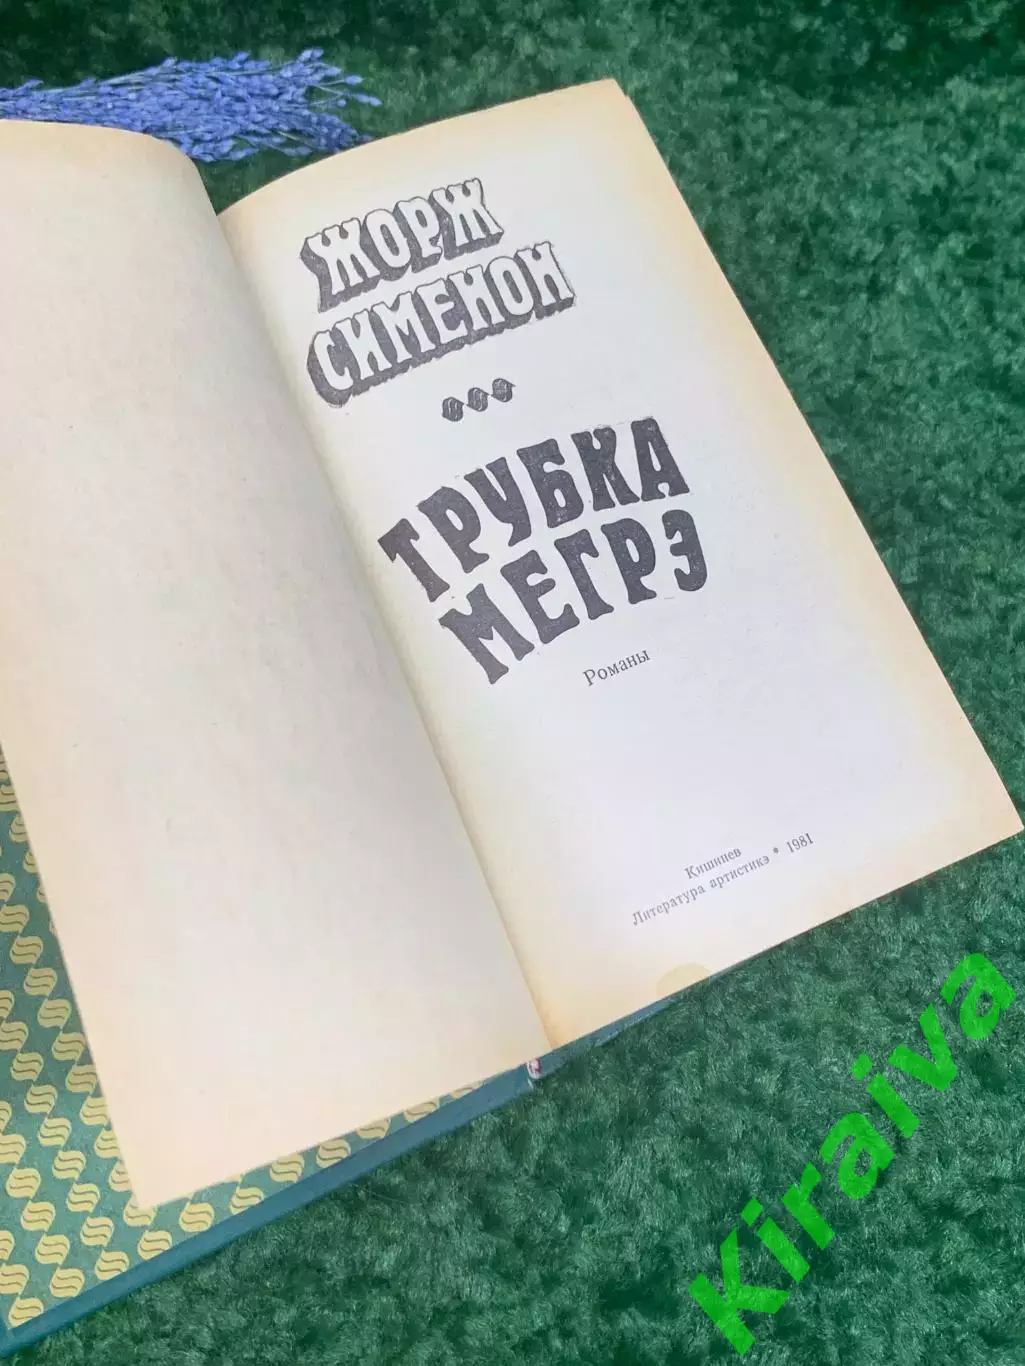 ЖОРЖ
СИМЕНОН
ТРУБКА
МЕГРЭ
Романы
Кишинев
Литература артистикэ * 1981
Kiraiva